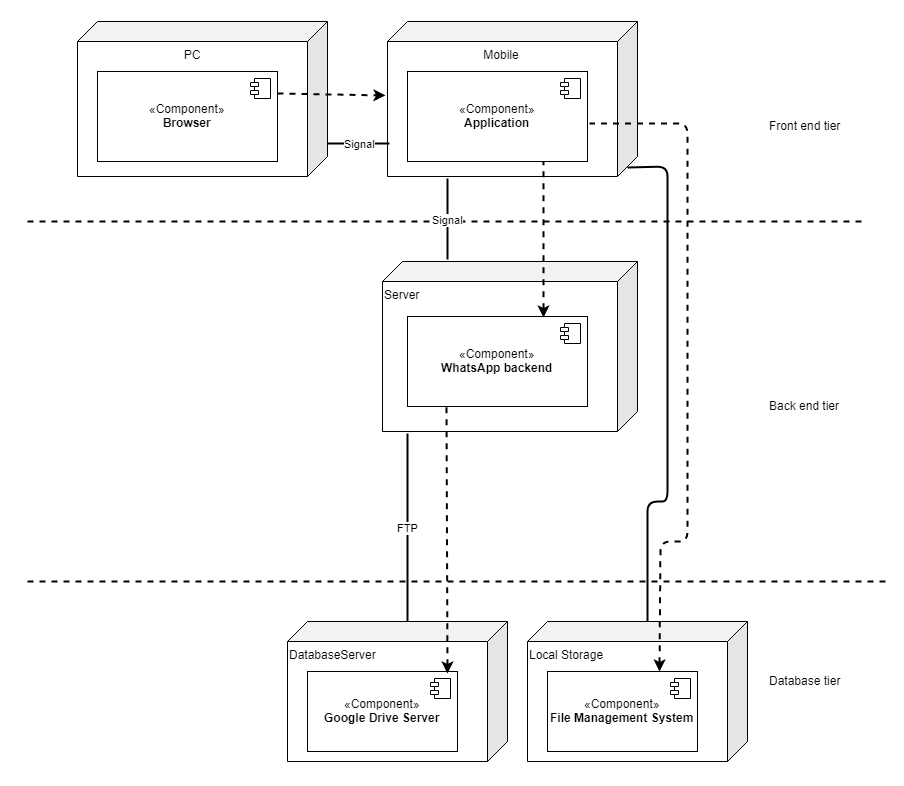 PC
Mobile
«Component»
Browser
«Component»
Application
Front end tier
Signal
Signal
Server
«Component»
WhatsApp backend
Back end tier
FTP
DatabaseServer
Local Storage
Database tier
«Component»
Google Drive Server
«Component»
File Management System